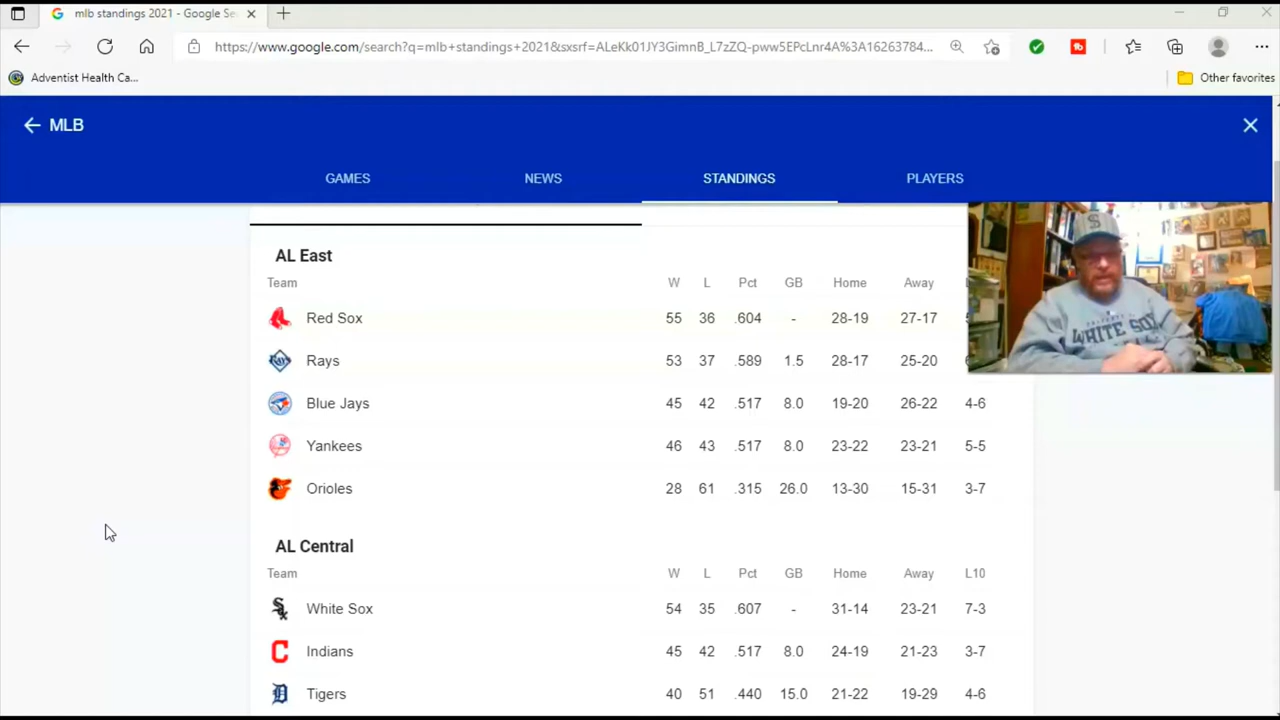 mlb standings 2021 - Google Se
https://www.google.com/search?q=mlb+standings+2021&sxsrf=ALeKk01JY3GimnB_L7zZQ-pww5EPcLnr4A%3A16263784...
Adventist Health Ca...
Other favorites
MLB
GAMES NEWS STANDINGS PLAYERS
AL East
Team W L Pct GB Home Away
Red Sox 55 36 .604 - 28-19 27-17
Rays 53 37 .589 1.5 28-17 25-20
Blue Jays 45 42 .517 8.0 19-20 26-22 4-6
Yankees 46 43 .517 8.0 23-22 23-21 5-5
Orioles 28 61 .315 26.0 13-30 15-31 3-7
AL Central
Team W L Pct GB Home Away L10
White Sox 54 35 .607 - 31-14 23-21 7-3
Indians 45 42 .517 8.0 24-19 21-23 3-7
Tigers 40 51 .440 15.0 21-22 19-29 4-6
WHITE SOX